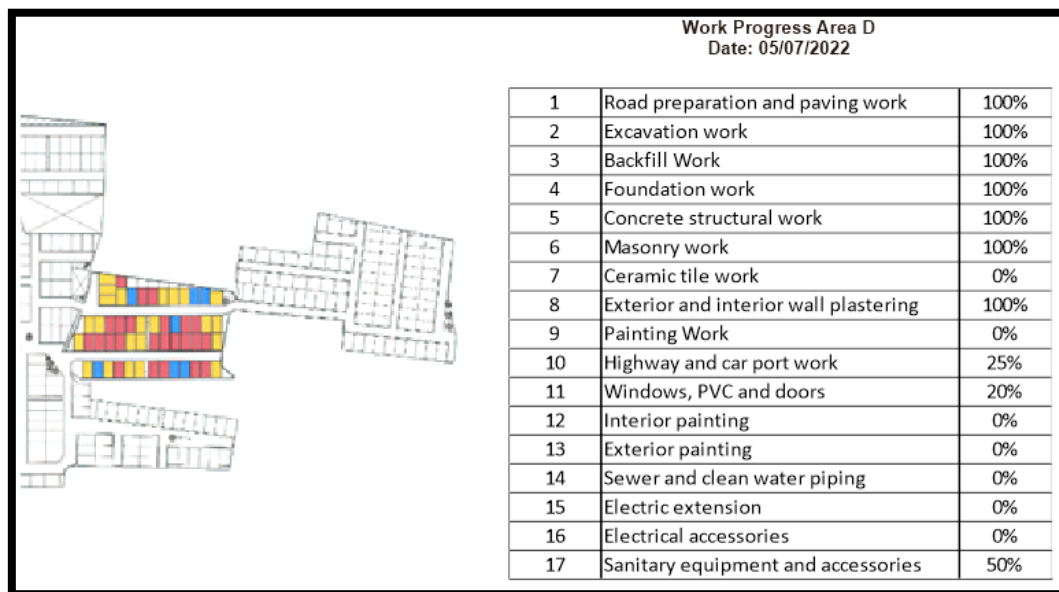 Work Progress Area D
Date: 05/07/2022
1 Road preparation and paving work 100%
2 Excavation work 100%
3 Backfill Work 100%
4 Foundation work 100%
5 Concrete structural work 100%
6 Masonry work 100%
7 Ceramic tile work 0%
8 Exterior and interior wall plastering 100%
9 Painting Work 0%
10 Highway and car port work 25%
11 Windows, PVC and doors 20%
12 Interior painting 0%
13 Exterior painting 0%
14 Sewer and clean water piping 0%
15 Electric extension 0%
16 Electrical accessories 0%
17 Sanitary equipment and accessories 50%